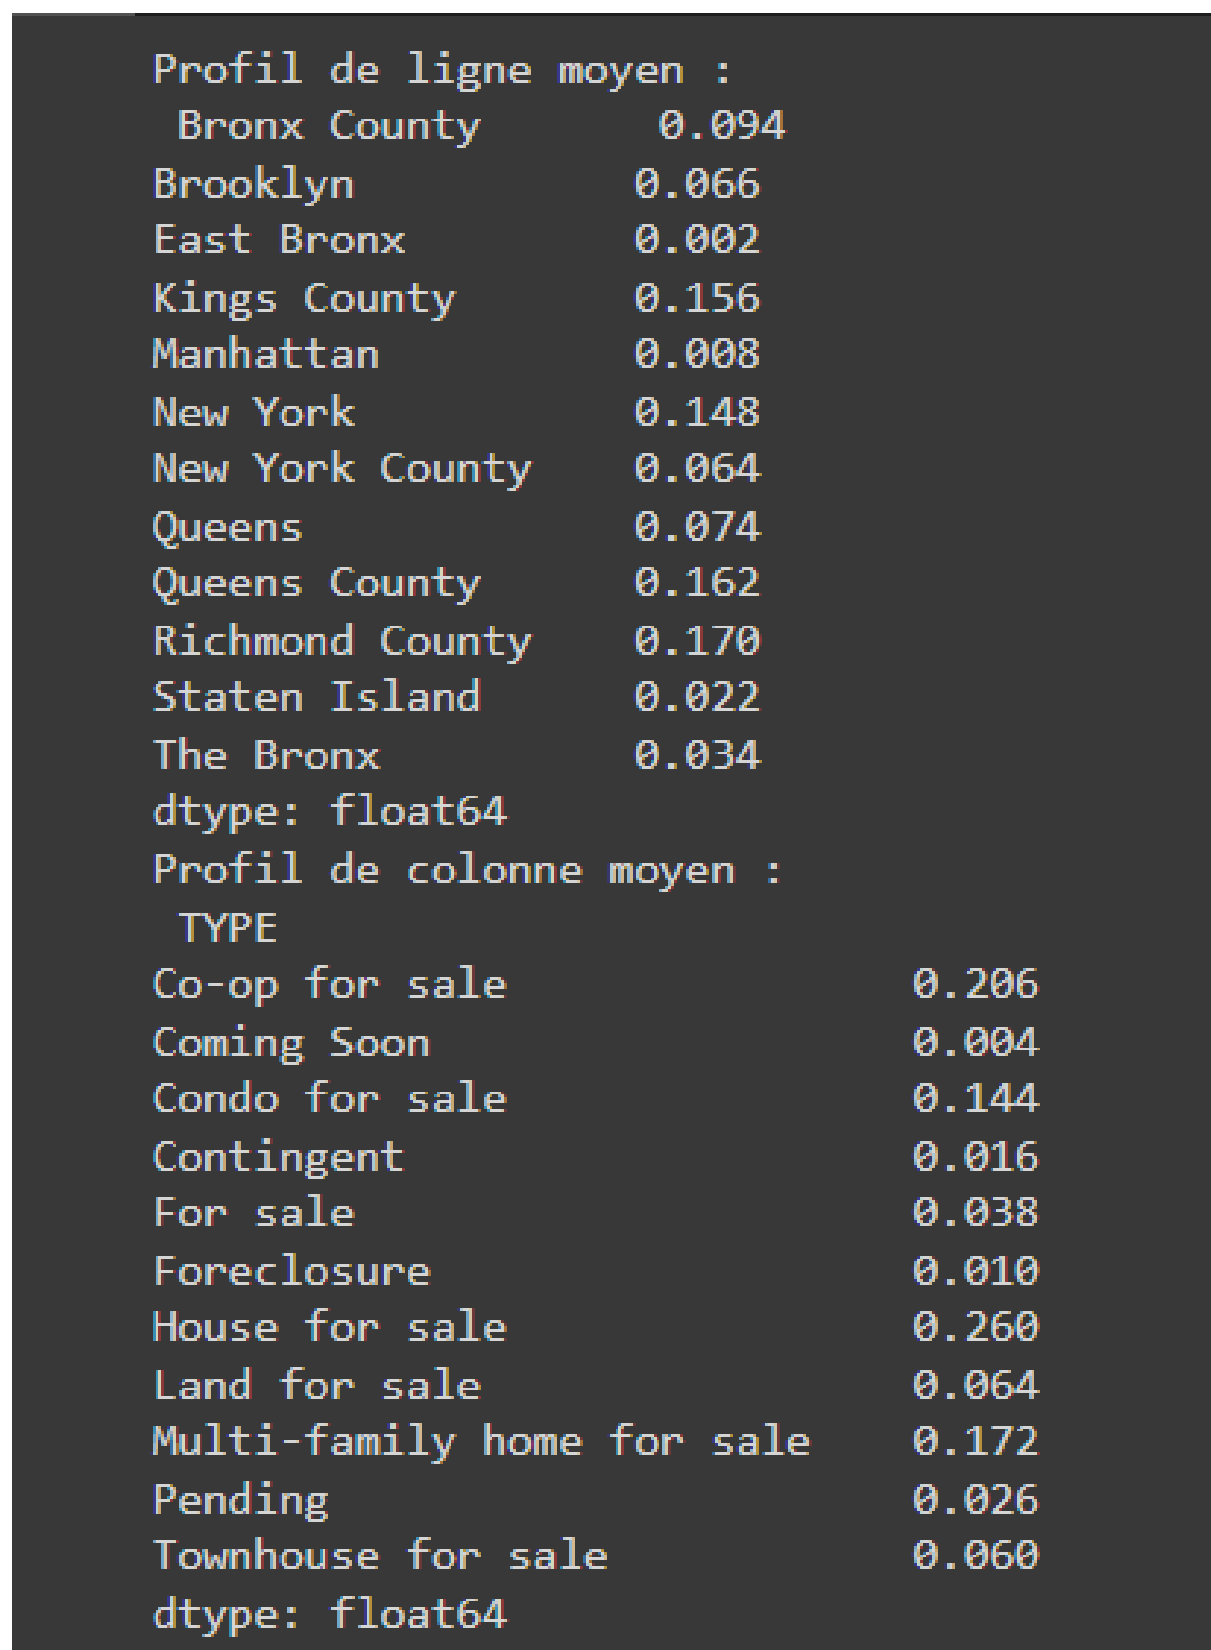 Profil de ligne moyen :
Bronx County 0.094
Brooklyn 0.066
East Bronx 0.002
Kings County 0.156
Manhattan 0.008
New York 0.148
New York County 0.064
Queens 0.074
Queens County 0.162
Richmond County 0.170
Staten Island 0.022
The Bronx 0.034
dtype: float64
Profil de colonne moyen :
TYPE
Co-op for sale 0.206
Coming Soon 0.004
Condo for sale 0.144
Contingent 0.016
For sale 0.038
Foreclosure 0.010
House for sale 0.260
Land for sale 0.064
Multi-family home for sale 0.172
Pending 0.026
Townhouse for sale 0.060
dtype: float64